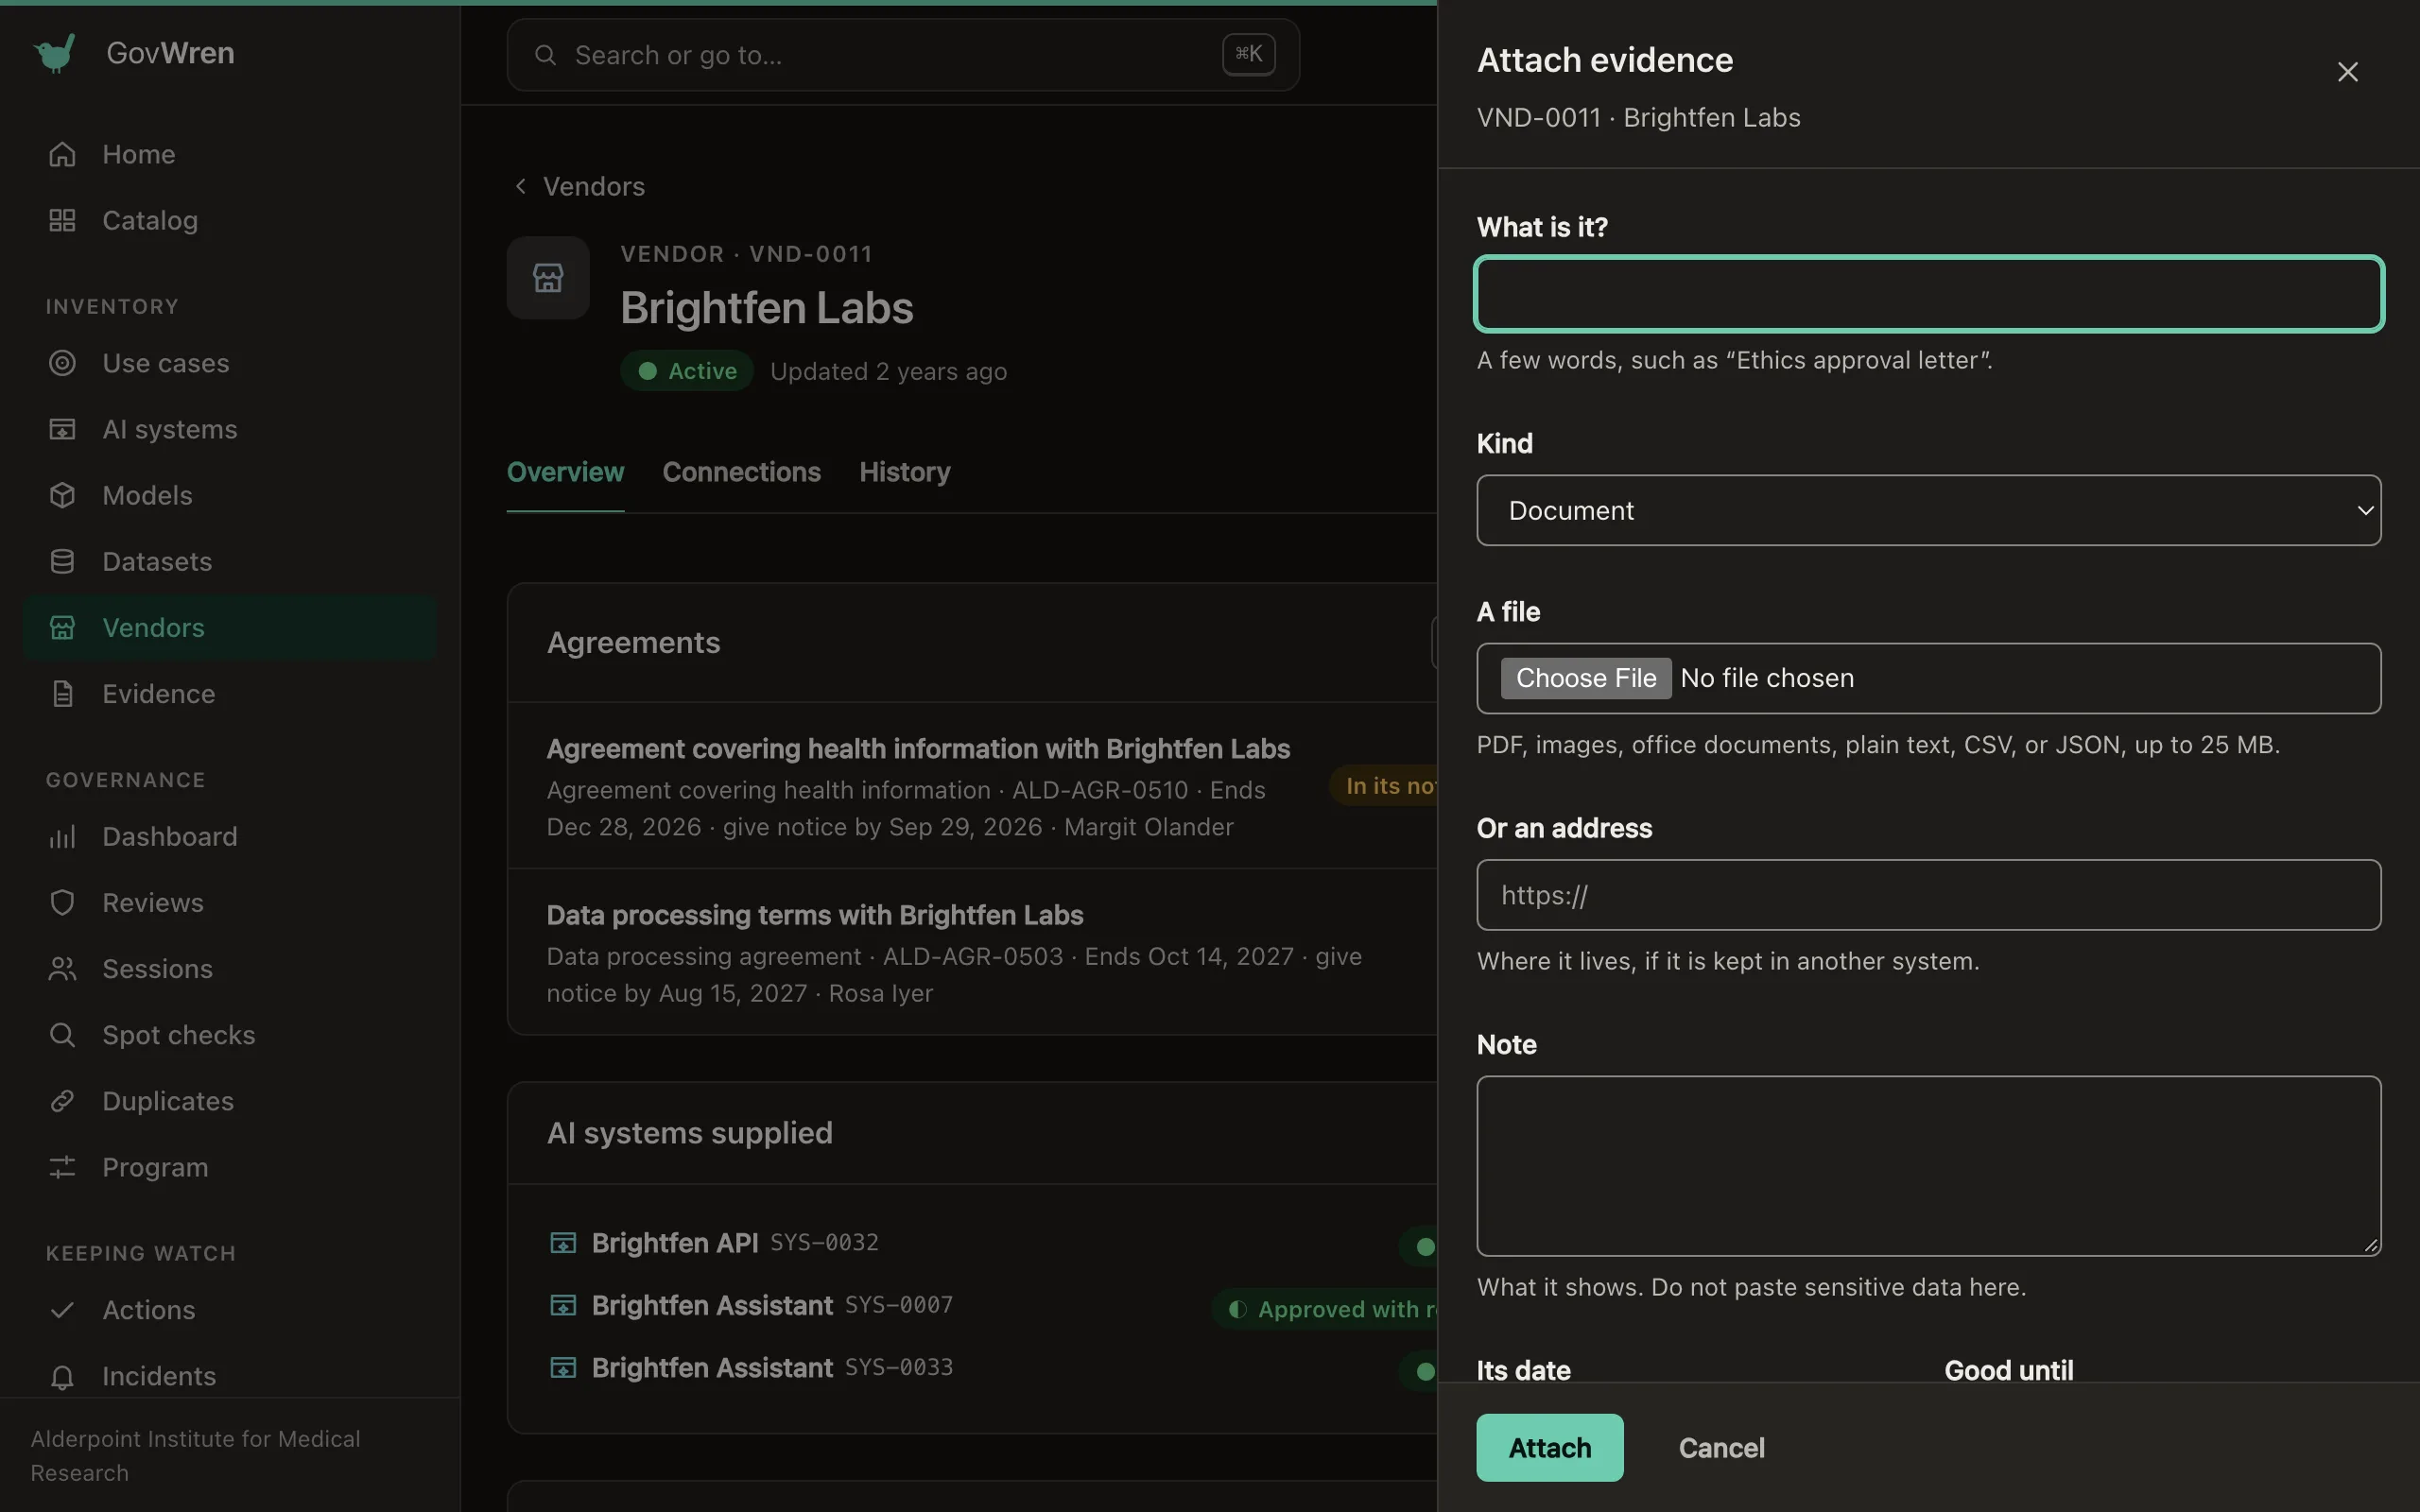 GovWren
Home
Catalog
INVENTORY
Use cases
AI systems
Models
Datasets
Vendors
Evidence
GOVERNANCE
Dashboard
Reviews
Sessions
Spot checks
Duplicates
Program
KEEPING WATCH
Actions
Incidents
Alderpoint Institute for Medical
Research
Search or go to...
⌘K
Vendors
VENDOR · VND-0011
Brightfen Labs
Active
Updated 2 years ago
Overview
Connections
History
Agreements
Agreement covering health information with Brightfen Labs
Agreement covering health information · ALD-AGR-0510 · Ends
Dec 28, 2026 · give notice by Sep 29, 2026 · Margit Olander
In its
Data processing terms with Brightfen Labs
Data processing agreement · ALD-AGR-0503 · Ends Oct 14, 2027 · give
notice by Aug 15, 2027 · Rosa Iyer
AI systems supplied
Brightfen API SYS-0032
Brightfen Assistant SYS-0007
Approved with
Brightfen Assistant SYS-0033
Attach evidence
VND-0011 · Brightfen Labs
What is it?
A few words, such as “Ethics approval letter”.
Kind
Document
A file
Choose File No file chosen
PDF, images, office documents, plain text, CSV, or JSON, up to 25 MB.
Or an address
https://
Where it lives, if it is kept in another system.
Note
What it shows. Do not paste sensitive data here.
Its date
Good until
Attach
Cancel